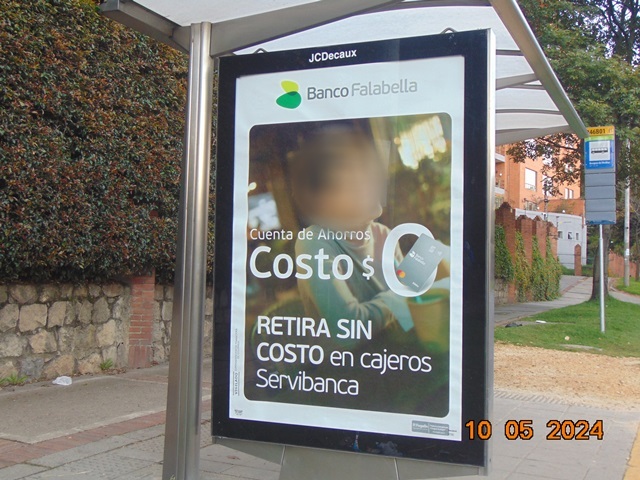 JCDecaux
Banco Falabella
Cuenta de Ahorros
Costo $0
RETIRA SIN
COSTO en cajeros
Servibanca
10 05 2024